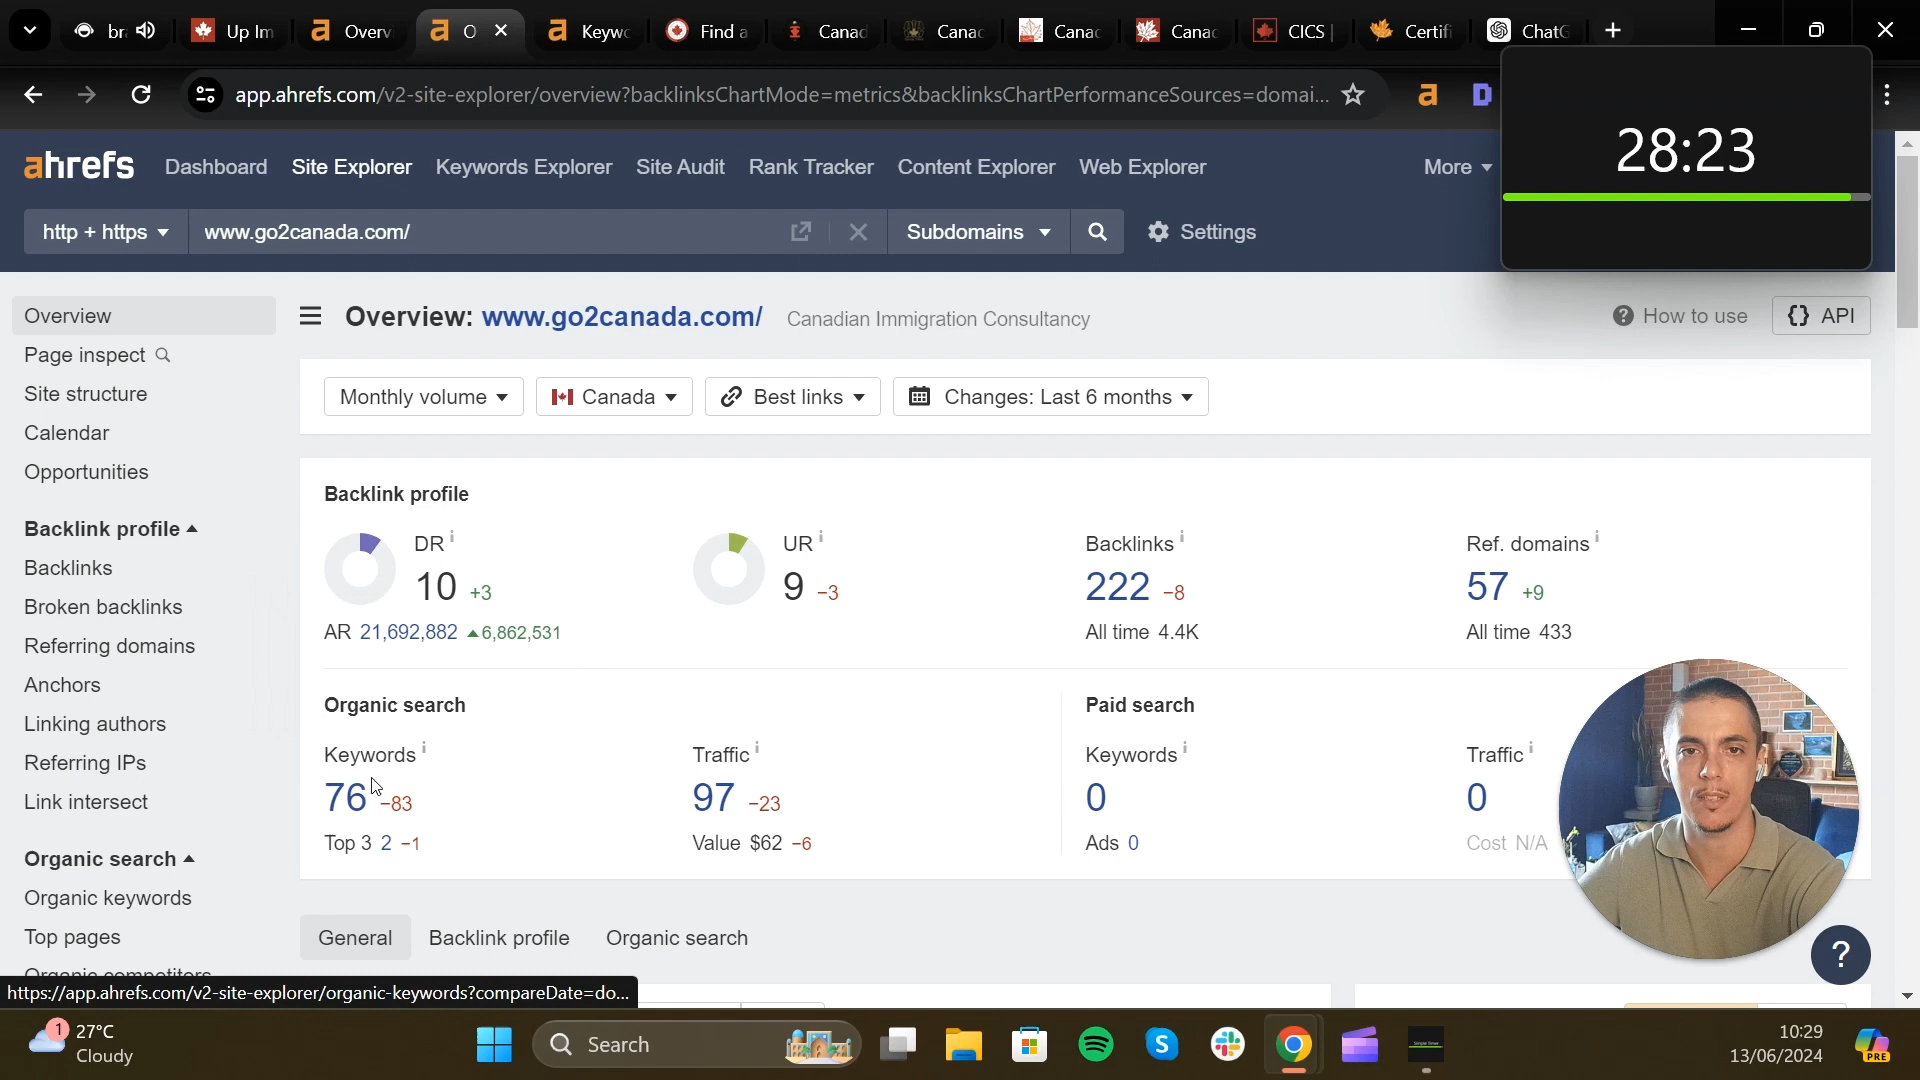 br
Up Im
Overv
O
Keywo
Find a
Canad
Canac
Canac
Canac
CICS |
Certifi
ChatG
app.ahrefs.com/v2-site-explorer/overview?backlinksChartMode=metrics&backlinksChartPerformanceSources=domai...
28:23
ahrefs Dashboard Site Explorer Keywords Explorer Site Audit Rank Tracker Content Explorer Web Explorer More
http + https www.go2canada.com/ Subdomains Settings
Overview
Page inspect
Site structure
Calendar
Opportunities
Backlink profile
Backlinks
Broken backlinks
Referring domains
Anchors
Linking authors
Referring IPs
Link intersect
Organic search
Organic keywords
Top pages
Organic competitors
Overview: www.go2canada.com/ Canadian Immigration Consultancy
? How to use {} API
Monthly volume Canada Best links Changes: Last 6 months
Backlink profile
DR UR Backlinks Ref. domains
10 +3 9 −3 222 −8 57 +9
AR 21,692,882 6,862,531 All time 4.4K All time 433
Organic search Paid search
Keywords Traffic Keywords Traffic
76 −83 97 −23 0 0
Top 3 2 −1 Value $62 −6 Ads 0 Cost N/A
General Backlink profile Organic search
?
https://app.ahrefs.com/v2-site-explorer/organic-keywords?compareDate=do...
1
27°C
Cloudy
Search
10:29
13/06/2024
PRE